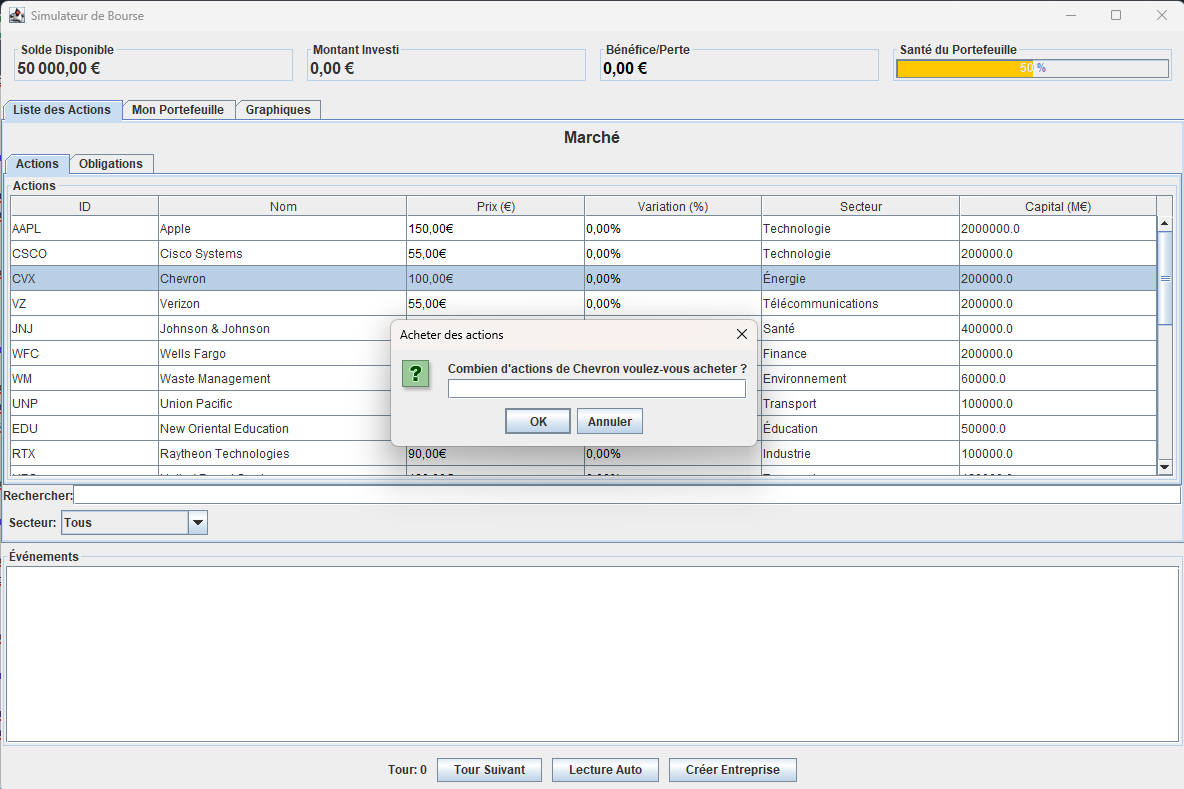 Simulateur de Bourse
Solde Disponible
50 000,00 €
Montant Investi
0,00 €
Bénéfice/Perte
0,00 €
Santé du Portefeuille
50 %
Liste des Actions Mon Portefeuille Graphiques
Marché
Actions Obligations
Actions
ID Nom Prix (€) Variation (%) Secteur Capital (M€)
AAPL Apple 150,00€ 0,00% Technologie 2000000.0
CSCO Cisco Systems 55,00€ 0,00% Technologie 200000.0
CVX Chevron 100,00€ 0,00% Énergie 200000.0
VZ Verizon 55,00€ 0,00% Télécommunications 200000.0
JNJ Johnson & Johnson Santé 400000.0
WFC Wells Fargo Finance 200000.0
WM Waste Management Environnement 60000.0
UNP Union Pacific Transport 100000.0
EDU New Oriental Education Éducation 50000.0
RTX Raytheon Technologies 90,00€ 0,00% Industrie 100000.0
Acheter des actions
?
Combien d'actions de Chevron voulez-vous acheter ?
OK Annuler
Rechercher:
Secteur: Tous
Événements
Tour: 0 Tour Suivant Lecture Auto Créer Entreprise